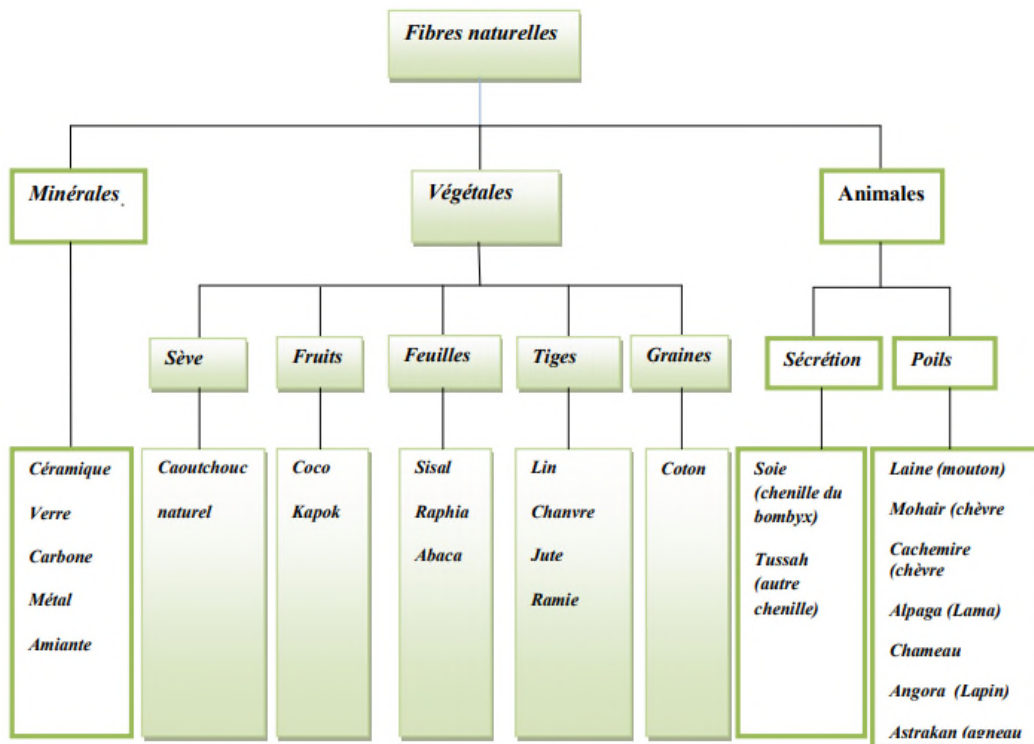 Fibres naturelles
Minérales
.
Végétales
Animales
Sève
Fruits
Feuilles
Tiges
Graines
Sécrétion
Poils
Céramique
Verre
Carbone
Métal
Amiante
Caoutchouc
naturel
Coco
Kapok
Sisal
Raphia
Abaca
Lin
Chanvre
Jute
Ramie
Coton
Soie
(chenille du
bombyx)
Tussah
(autre
chenille)
Laine (mouton)
Mohair (chèvre
Cachemire
(chèvre
Alpaga (Lama)
Chameau
Angora (Lapin)
Astrakan (agneau